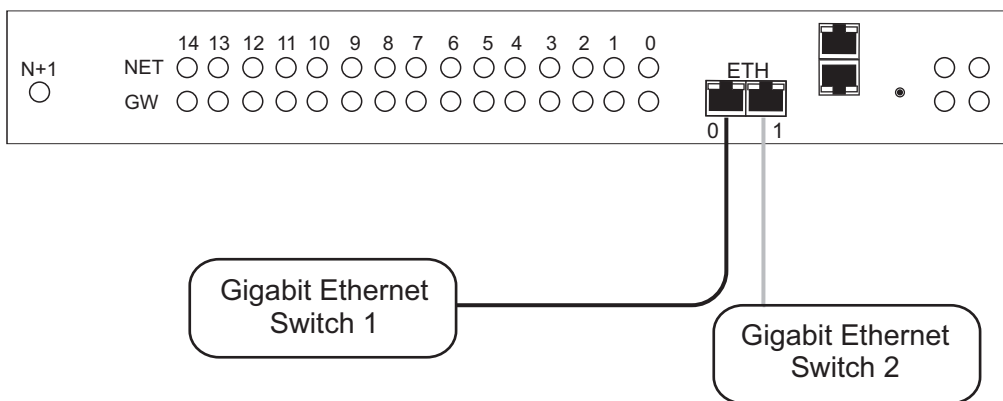 14 13 12 11 10 9 8 7 6 5 4 3 2 1 0
N+1
NET
ETH
GW
0 1
Gigabit Ethernet
Switch 1
Gigabit Ethernet
Switch 2